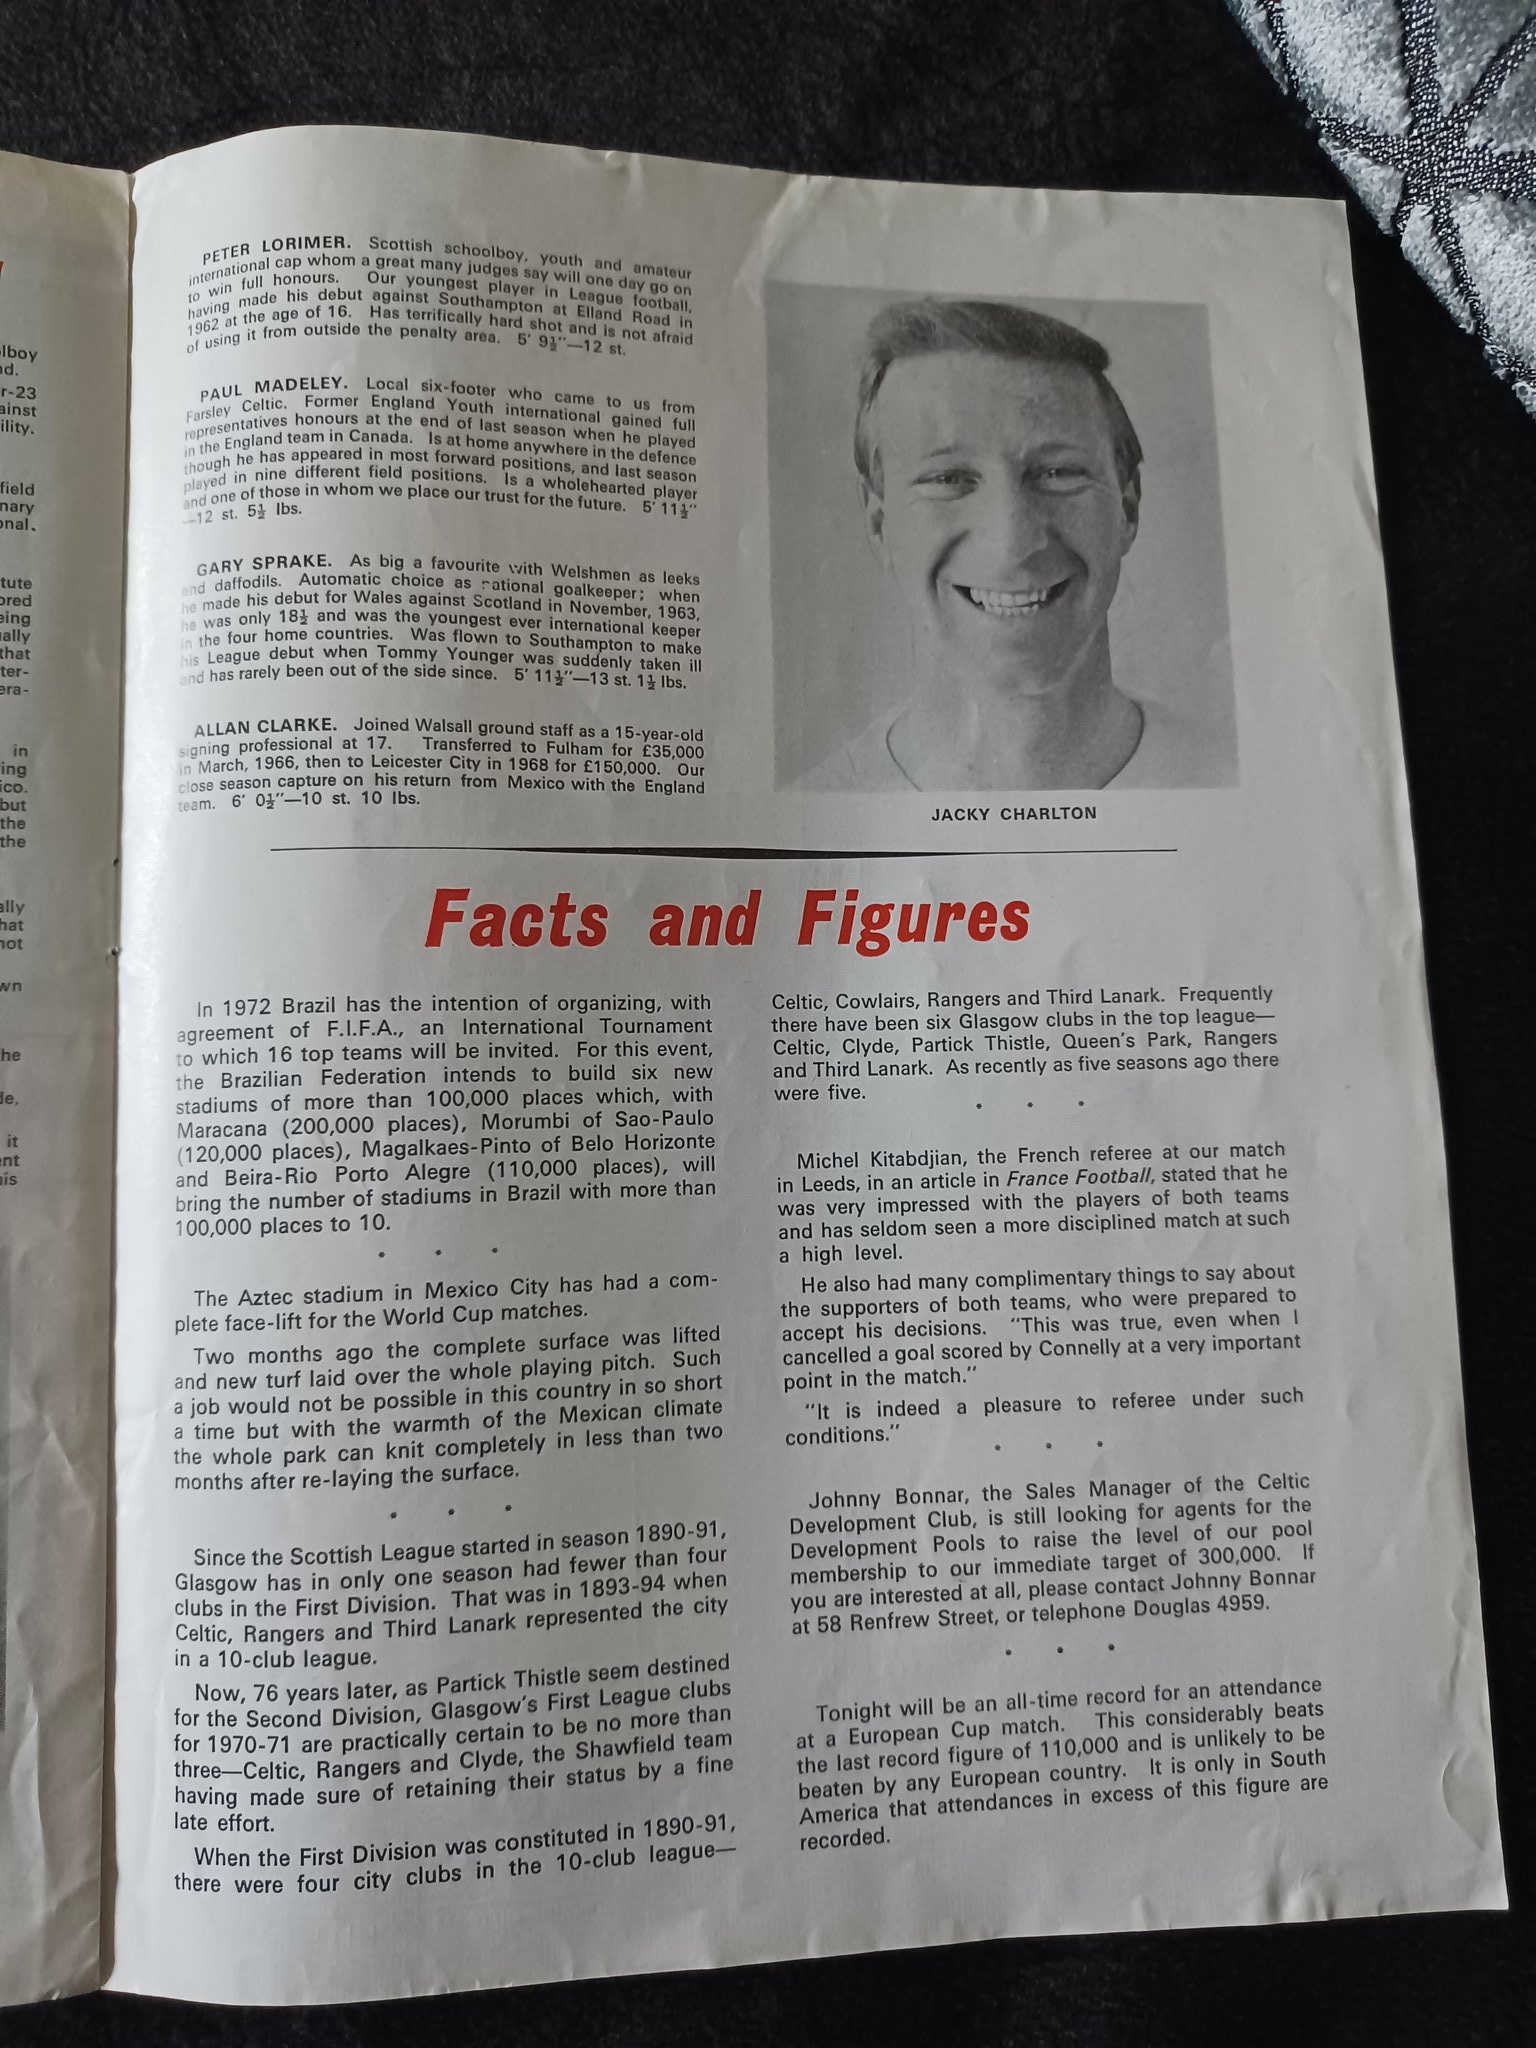 lboy
nd.
r-23
ainst
ility.
field
nary
onal.
tute
ored
eing
ally
that
ter-
era-
in
ing
ico.
but
the
the
ally
hat
not
wn
he
de,
it
ent
his
PETER LORIMER. Scottish schoolboy, youth and amateur
international cap whom a great many judges say will one day go on
to win full honours. Our youngest player in League football,
having made his debut against Southampton at Elland Road in
1962 at the age of 16. Has terrifically hard shot and is not afraid
of using it from outside the penalty area. 5' 9½"—12 st.
PAUL MADELEY. Local six-footer who came to us from
Farsley Celtic. Former England Youth international gained full
representatives honours at the end of last season when he played
in the England team in Canada. Is at home anywhere in the defence
though he has appeared in most forward positions, and last season
played in nine different field positions. Is a wholehearted player
and one of those in whom we place our trust for the future. 5' 11½"
—12 st. 5½ lbs.
GARY SPRAKE. As big a favourite with Welshmen as leeks
and daffodils. Automatic choice as national goalkeeper; when
he made his debut for Wales against Scotland in November, 1963,
he was only 18½ and was the youngest ever international keeper
in the four home countries. Was flown to Southampton to make
his League debut when Tommy Younger was suddenly taken ill
and has rarely been out of the side since. 5' 11½"—13 st. 1½ lbs.
ALLAN CLARKE. Joined Walsall ground staff as a 15-year-old
signing professional at 17. Transferred to Fulham for £35,000
in March, 1966, then to Leicester City in 1968 for £150,000. Our
close season capture on his return from Mexico with the England
team. 6' 0½"—10 st. 10 lbs.
JACKY CHARLTON
Facts and Figures
In 1972 Brazil has the intention of organizing, with
agreement of F.I.F.A., an International Tournament
to which 16 top teams will be invited. For this event,
the Brazilian Federation intends to build six new
stadiums of more than 100,000 places which, with
Maracana (200,000 places), Morumbi of Sao-Paulo
(120,000 places), Magalkaes-Pinto of Belo Horizonte
and Beira-Rio Porto Alegre (110,000 places), will
bring the number of stadiums in Brazil with more than
100,000 places to 10.
* * *
The Aztec stadium in Mexico City has had a com-
plete face-lift for the World Cup matches.
Two months ago the complete surface was lifted
and new turf laid over the whole playing pitch. Such
a job would not be possible in this country in so short
a time but with the warmth of the Mexican climate
the whole park can knit completely in less than two
months after re-laying the surface.
* * *
Since the Scottish League started in season 1890-91,
Glasgow has in only one season had fewer than four
clubs in the First Division. That was in 1893-94 when
Celtic, Rangers and Third Lanark represented the city
in a 10-club league.
Now, 76 years later, as Partick Thistle seem destined
for the Second Division, Glasgow's First League clubs
for 1970-71 are practically certain to be no more than
three—Celtic, Rangers and Clyde, the Shawfield team
having made sure of retaining their status by a fine
late effort.
When the First Division was constituted in 1890-91,
there were four city clubs in the 10-club league—
Celtic, Cowlairs, Rangers and Third Lanark. Frequently
there have been six Glasgow clubs in the top league—
Celtic, Clyde, Partick Thistle, Queen's Park, Rangers
and Third Lanark. As recently as five seasons ago there
were five.
* * *
Michel Kitabdjian, the French referee at our match
in Leeds, in an article in France Football, stated that he
was very impressed with the players of both teams
and has seldom seen a more disciplined match at such
a high level.
He also had many complimentary things to say about
the supporters of both teams, who were prepared to
accept his decisions. "This was true, even when I
cancelled a goal scored by Connelly at a very important
point in the match."
"It is indeed a pleasure to referee under such
conditions."
* * *
Johnny Bonnar, the Sales Manager of the Celtic
Development Club, is still looking for agents for the
Development Pools to raise the level of our pool
membership to our immediate target of 300,000. If
you are interested at all, please contact Johnny Bonnar
at 58 Renfrew Street, or telephone Douglas 4959.
* * *
Tonight will be an all-time record for an attendance
at a European Cup match. This considerably beats
the last record figure of 110,000 and is unlikely to be
beaten by any European country. It is only in South
America that attendances in excess of this figure are
recorded.